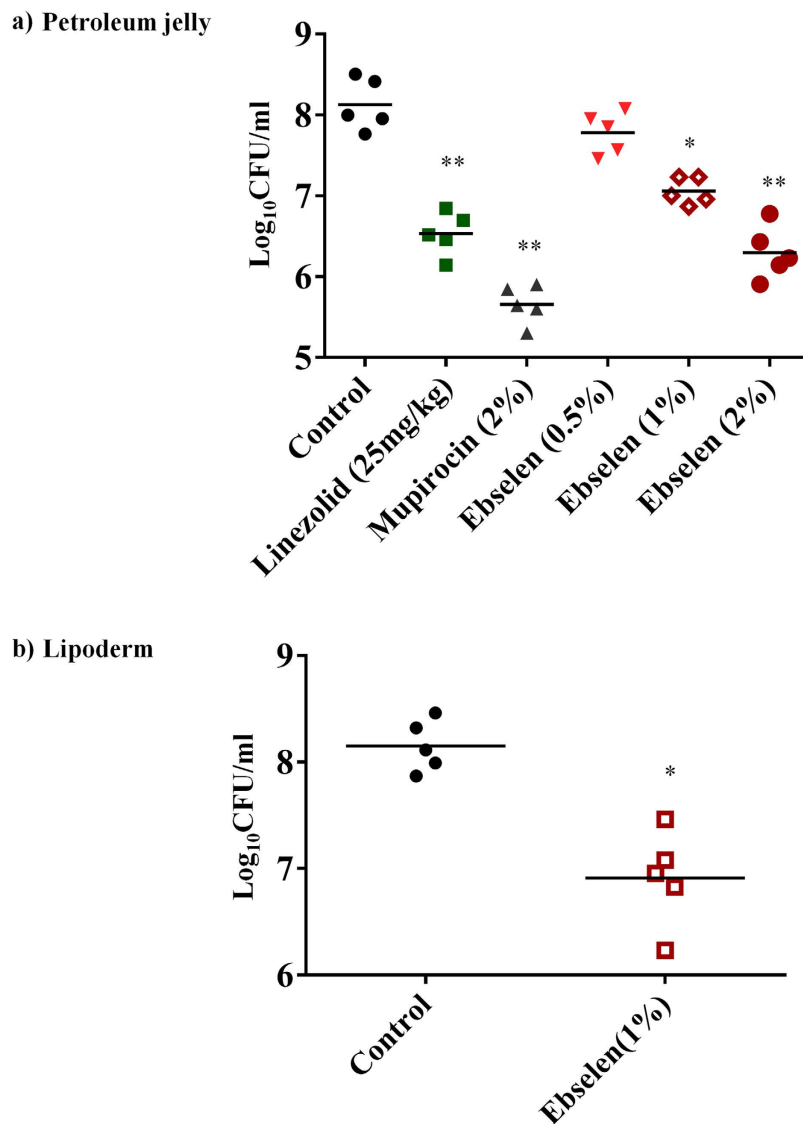 a) Petroleum jelly
Log₁₀CFU/ml
9
8
7
6
5
**
**
*
**
Control
Linezolid (25mg/kg)
Mupirocin (2%)
Ebselen (0.5%)
Ebselen (1%)
Ebselen (2%)
b) Lipoderm
Log₁₀CFU/ml
9
8
7
6
*
Control
Ebselen(1%)